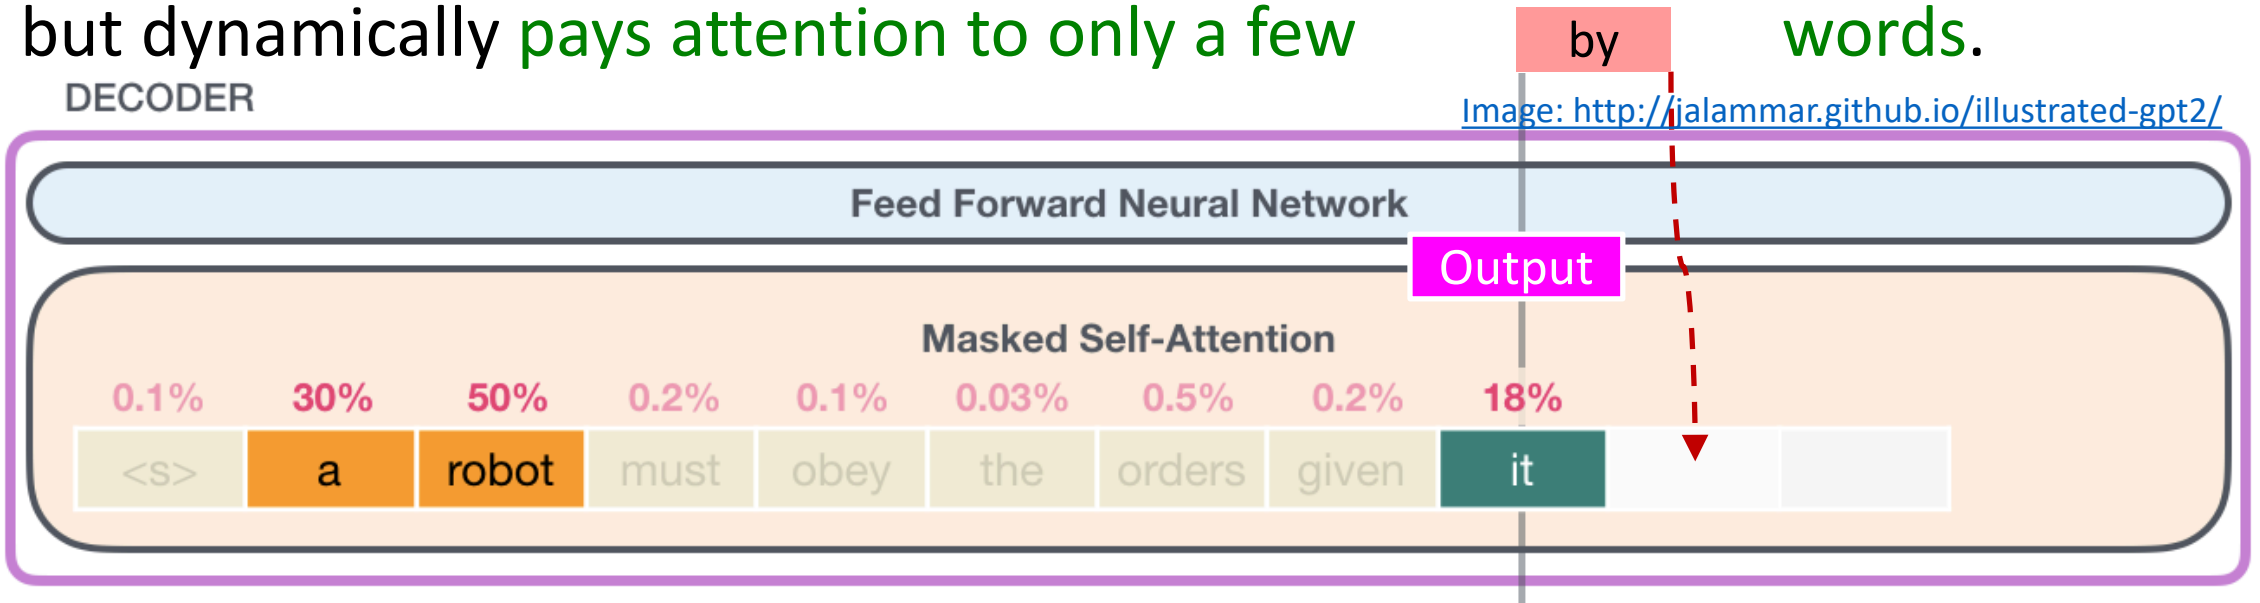 but dynamically pays attention to only a few by words.
DECODER
Image: http://jalammar.github.io/illustrated-gpt2/
Feed Forward Neural Network
Output
Masked Self-Attention
0.1% 30% 50% 0.2% 0.1% 0.03% 0.5% 0.2% 18%
<s> a robot must obey the orders given it